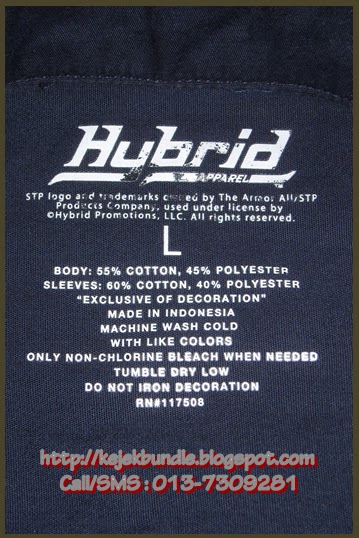 Hybrid
APPAREL™
STP logo and trademarks owned by The Armor All/STP
Products Company, used under license by
©Hybrid Promotions, LLC. All rights reserved.
L
BODY: 55% COTTON, 45% POLYESTER
SLEEVES: 60% COTTON, 40% POLYESTER
"EXCLUSIVE OF DECORATION"
MADE IN INDONESIA
MACHINE WASH COLD
WITH LIKE COLORS
ONLY NON-CHLORINE BLEACH WHEN NEEDED
TUMBLE DRY LOW
DO NOT IRON DECORATION
RN#117508
http://kejekbundle.blogspot.com
Call/SMS : 013-7309281